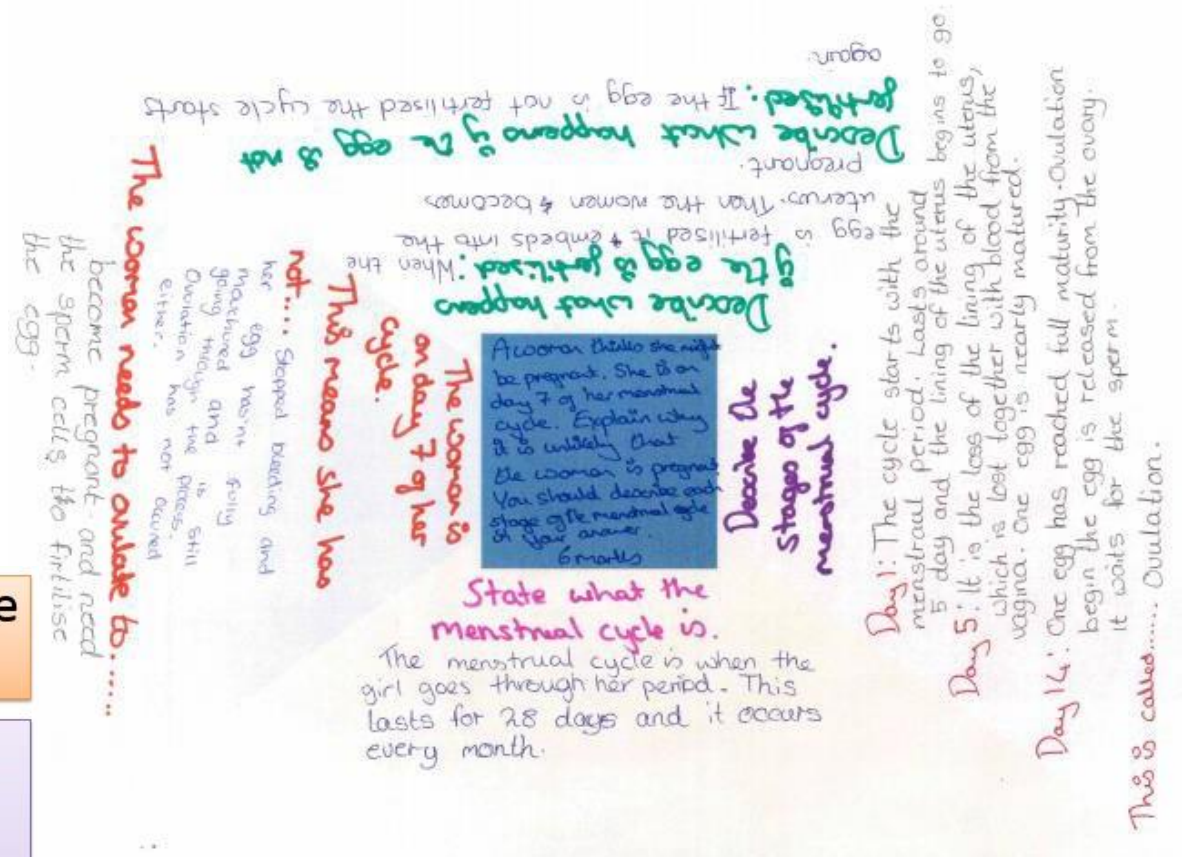 A woman thinks she might
be pregnant. She is on
day 7 of her menstrual
cycle. Explain why
it is unlikely that
the woman is pregnant
You should describe each
stage of the menstrual cycle
in your answer.
6 marks
State what the
menstrual cycle is.
The menstrual cycle is when the
girl goes through her period. This
lasts for 28 days and it occurs
every month.
Describe the
stages of the
menstrual cycle.
Day 1: The cycle starts with the
menstraul Period. Lasts around
5 day and the lining of the uterus begins to go.
Day 5: It is the loss of the lining of the uterus,
which is lost together with blood from the
vagina. One egg is nearly matured.
Day 14: One egg has reached full maturity. Ovulation
begin the egg is released from the ovary.
it waits for the sperm.
This is called...... Ovulation.
Describe what happens
if the egg is fertilised: When the
egg is fertilised it embeds into the
uterus. Then the women becomes
pregnant.
Describe what happens if the egg is not
fertilised: If the egg is not fertilised the cycle starts
again
The woman is
on day 7 of her
cycle.
This means she has
not.... Stopped bleeding and
her egg hasn't fully
machured and is still
going through the process.
Ovulation has not occured
either.
The woman needs to ovulate to......
become pregnant and need
the sperm cells to firtilise
the egg.
e